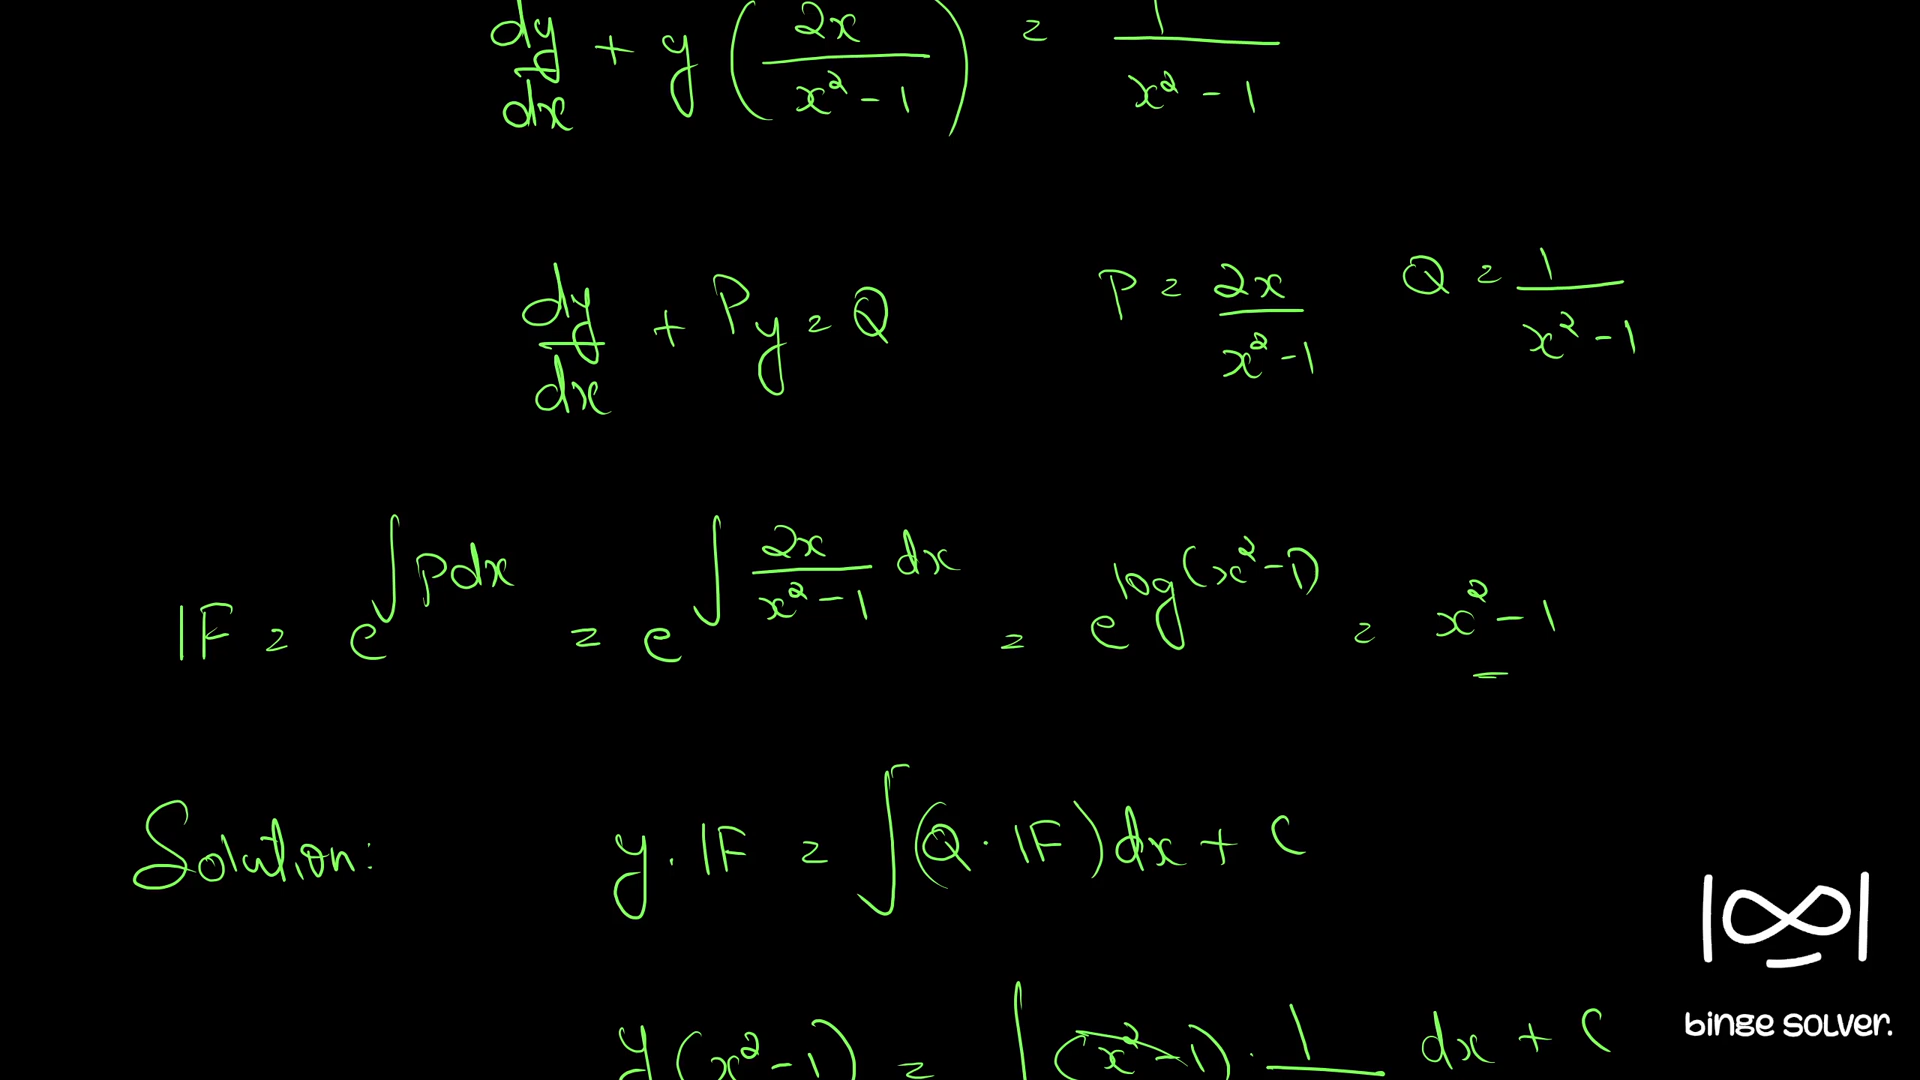 dy/dx + y (2x/(x² - 1)) = 1/(x² - 1)
dy/dx + Py = Q    P = 2x/(x² - 1)    Q = 1/(x² - 1)
IF = e^∫Pdx = e^∫ 2x/(x² - 1) dx = e^log(x² - 1) = x² - 1
Solution: y · IF = ∫(Q · IF) dx + C
y (x² - 1) = ∫ (x² - 1) · 1/ dx + C
binge solver.